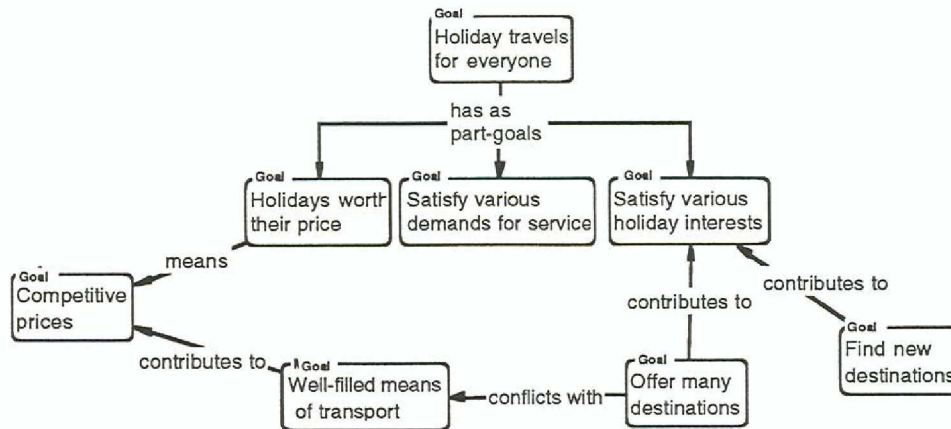 Goal
Holiday travels
for everyone
has as
part-goals
Goal
Holidays worth
their price
Goal
Satisfy various
demands for service
Goal
Satisfy various
holiday interests
means
Goal
Competitive
prices
contributes to
contributes to
contributes to
Goal
Well-filled means
of transport
conflicts with
Goal
Offer many
destinations
Goal
Find new
destinations